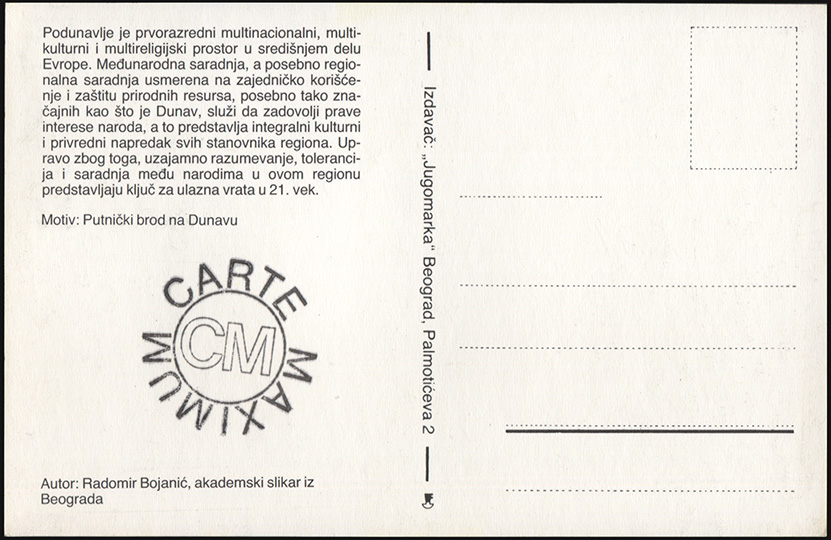 Podunavlje je prvorazredni multinacionalni, multi-
kulturni i multireligijski prostor u središnjem delu
Evrope. Međunarodna saradnja, a posebno regio-
nalna saradnja usmerena na zajedničko korišće-
nje i zaštitu prirodnih resursa, posebno tako zna-
čajnih kao što je Dunav, služi da zadovolji prave
interese naroda, a to predstavlja integralni kulturni
i privredni napredak svih stanovnika regiona. Up-
ravo zbog toga, uzajamno razumevanje, toleranci-
ja i saradnja među narodima u ovom regionu
predstavljaju ključ za ulazna vrata u 21. vek.
Motiv: Putnički brod na Dunavu
CARTE MAXIMUM
CM
Autor: Radomir Bojanić, akademski slikar iz
Beograda
Izdavač: „Jugomarka“ Beograd, Palmotićeva 2